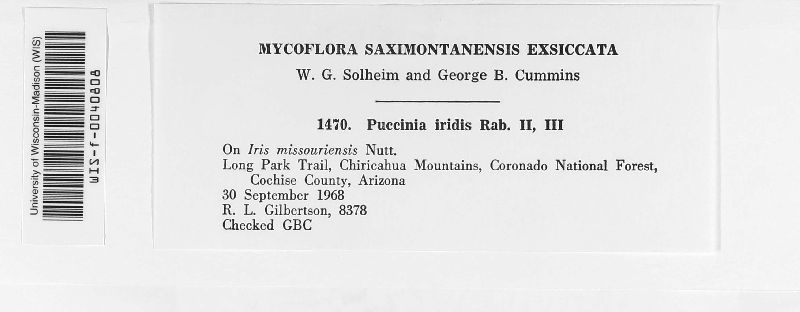 MYCOFLORA SAXIMONTANENSIS EXSICCATA
W. G. Solheim and George B. Cummins
1470. Puccinia iridis Rab. II, III
On Iris missouriensis Nutt.
Long Park Trail, Chiricahua Mountains, Coronado National Forest,
Cochise County, Arizona
30 September 1968
R. L. Gilbertson, 8378
Checked GBC
University of Wisconsin-Madison (WIS)
WIS-f-0040808